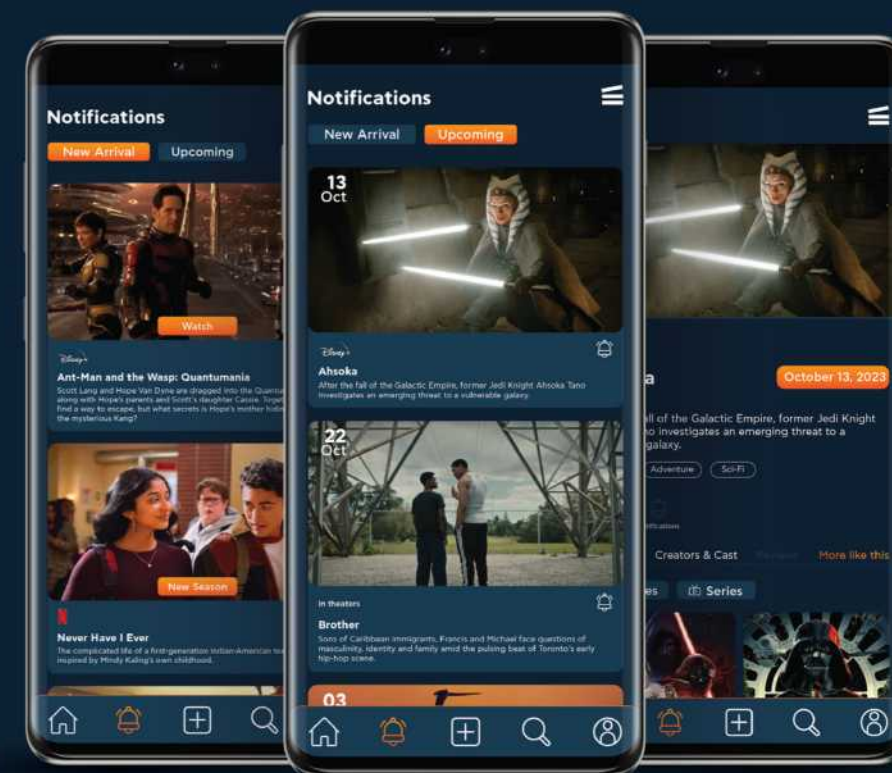 Notifications
New Arrival
Upcoming
Watch
Disney+
Ant-Man and the Wasp: Quantumania
Scott Lang and Hope Van Dyne are dragged into the
along with Hope's parents and Scott's daughter Cassie.
find a way to escape, but what secrets is Hope's mother
the mysterious Kang?
New Season
N
Never Have I Ever
The complicated life of a first-generation Indian-American
inspired by Mindy Kaling's own childhood.
Notifications
New Arrival
Upcoming
13
Oct
Disney+
Ahsoka
After the fall of the Galactic Empire, former Jedi Knight Ahsoka Tano
investigates an emerging threat to a vulnerable galaxy.
22
Oct
In theaters
Brother
Sons of Caribbean immigrants, Francis and Michael face questions of
masculinity, identity and family amid the pulsing beat of Toronto's early
hip-hop scene.
03
a
October 13, 2023
all of the Galactic Empire, former Jedi Knight
no investigates an emerging threat to a
galaxy.
Adventure
Sci-Fi
Creators & Cast
More like this
es
Series